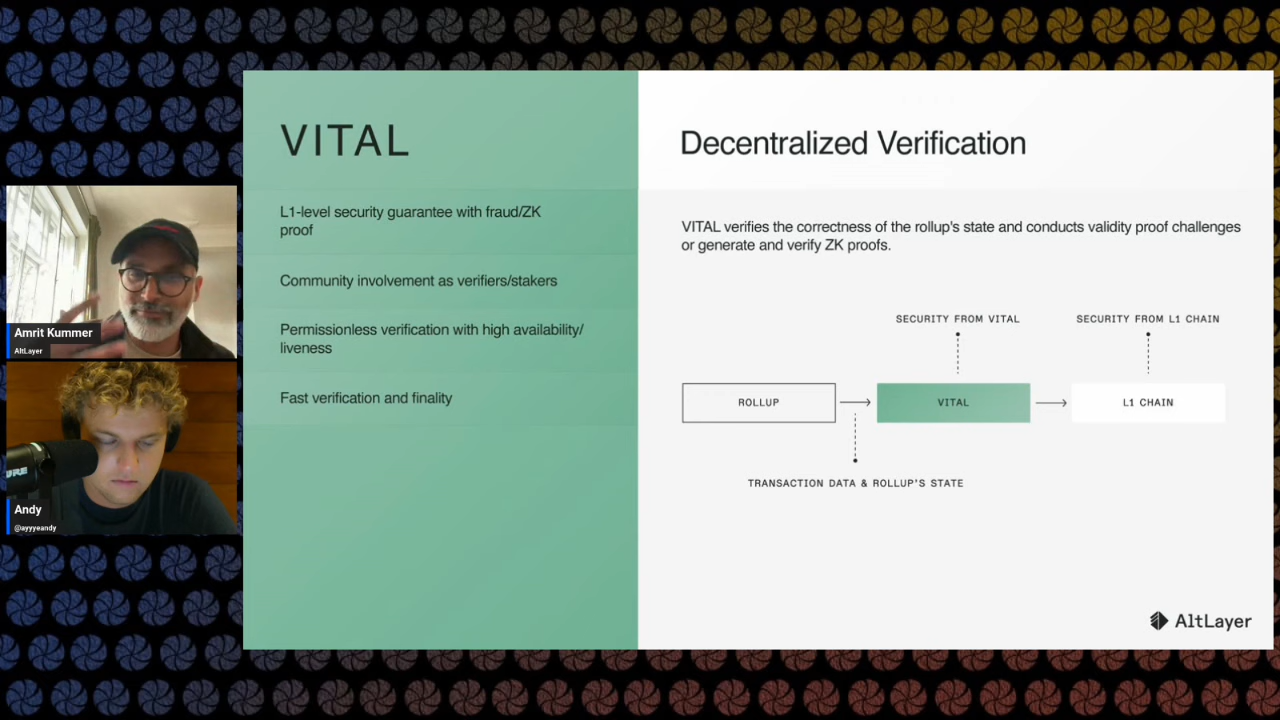 VITAL
L1-level security guarantee with fraud/ZK
proof
Community involvement as verifiers/stakers
Permissionless verification with high availability/
liveness
Fast verification and finality
Decentralized Verification
VITAL verifies the correctness of the rollup's state and conducts validity proof challenges
or generate and verify ZK proofs.
SECURITY FROM VITAL
SECURITY FROM L1 CHAIN
ROLLUP
VITAL
L1 CHAIN
TRANSACTION DATA & ROLLUP'S STATE
AltLayer
Amrit Kummer
AltLayer
URE
Andy
@ayyyeandy